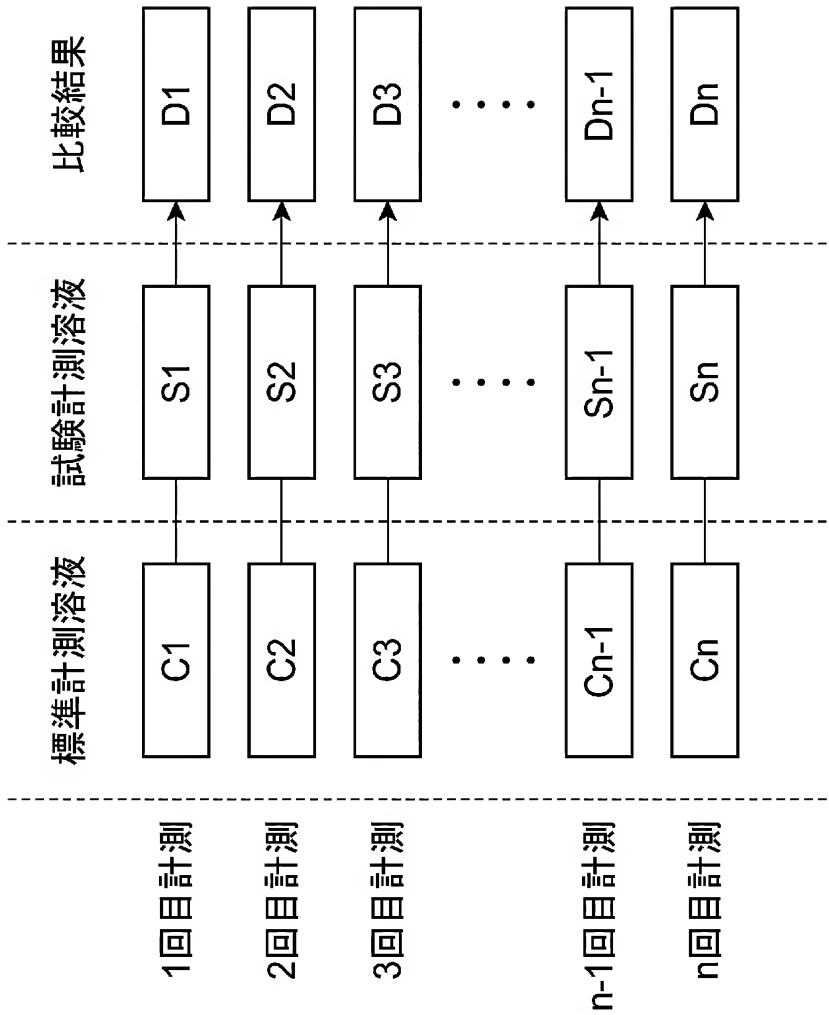 標準計測溶液
試験計測溶液
比較結果
1回目計測
C1
S1
D1
2回目計測
C2
S2
D2
3回目計測
C3
S3
D3
・・・・
・・・・
・・・・
n-1回目計測
Cn-1
Sn-1
Dn-1
n回目計測
Cn
Sn
Dn